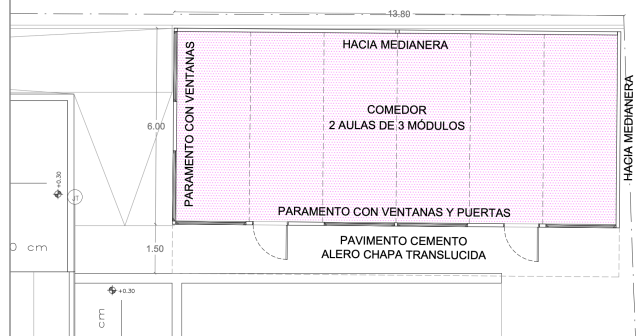 13.80
HACIA MEDIANERA
PARAMENTO CON VENTANAS
HACIA MEDIANERA
COMEDOR
2 AULAS DE 3 MÓDULOS
6.00
+0.30
J1
PARAMENTO CON VENTANAS Y PUERTAS
PAVIMENTO CEMENTO
ALERO CHAPA TRANSLUCIDA
1.50
0 cm
+0.30
cm